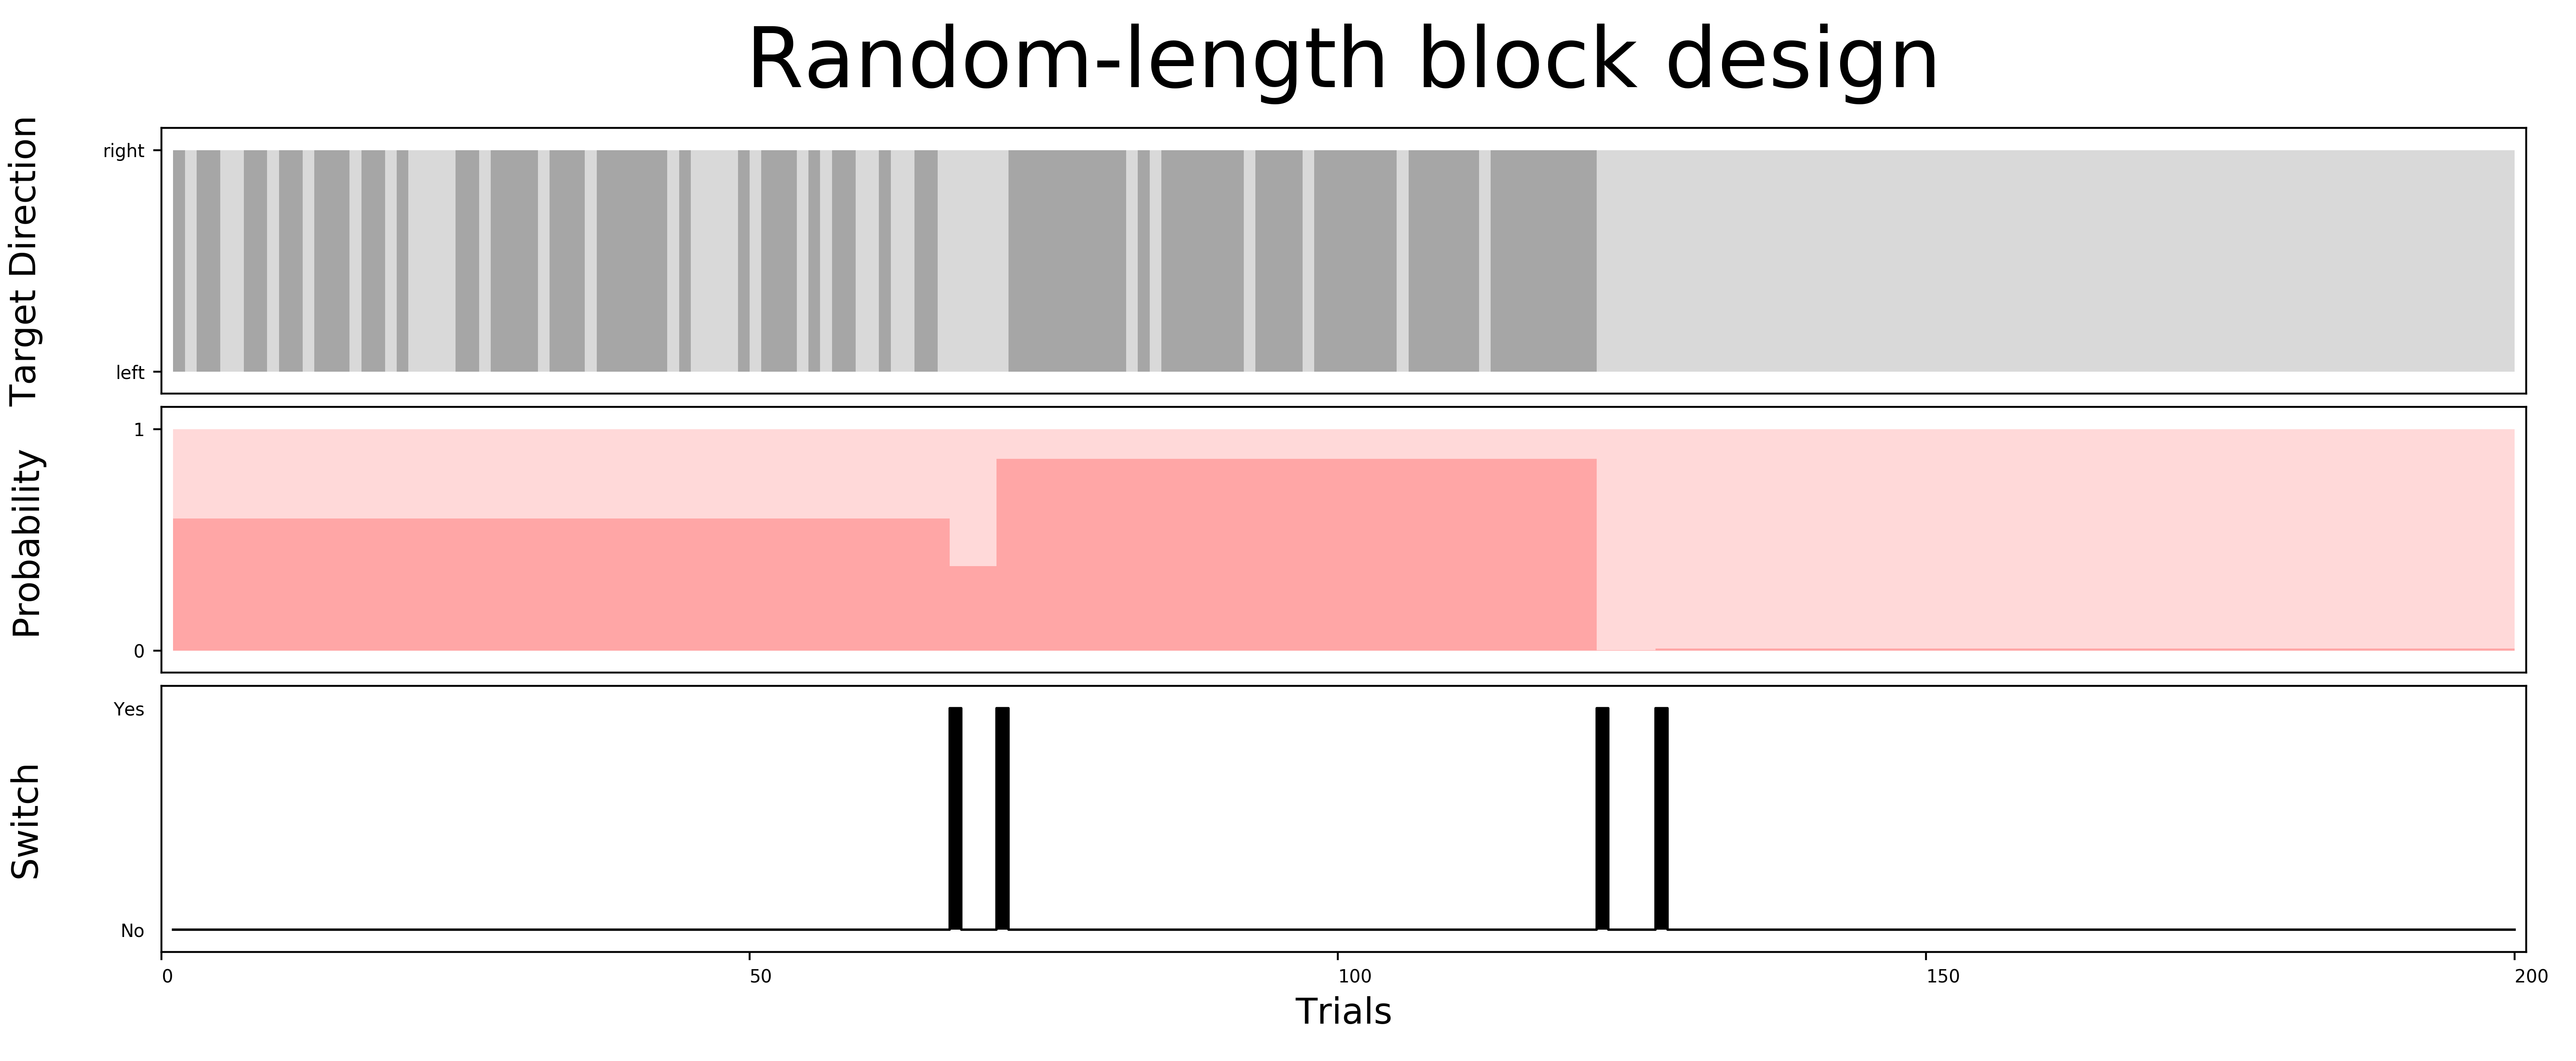 Random-length block design
Target Direction
right
left
Probability
1
0
Switch
Yes
No
0
50
100
150
200
Trials